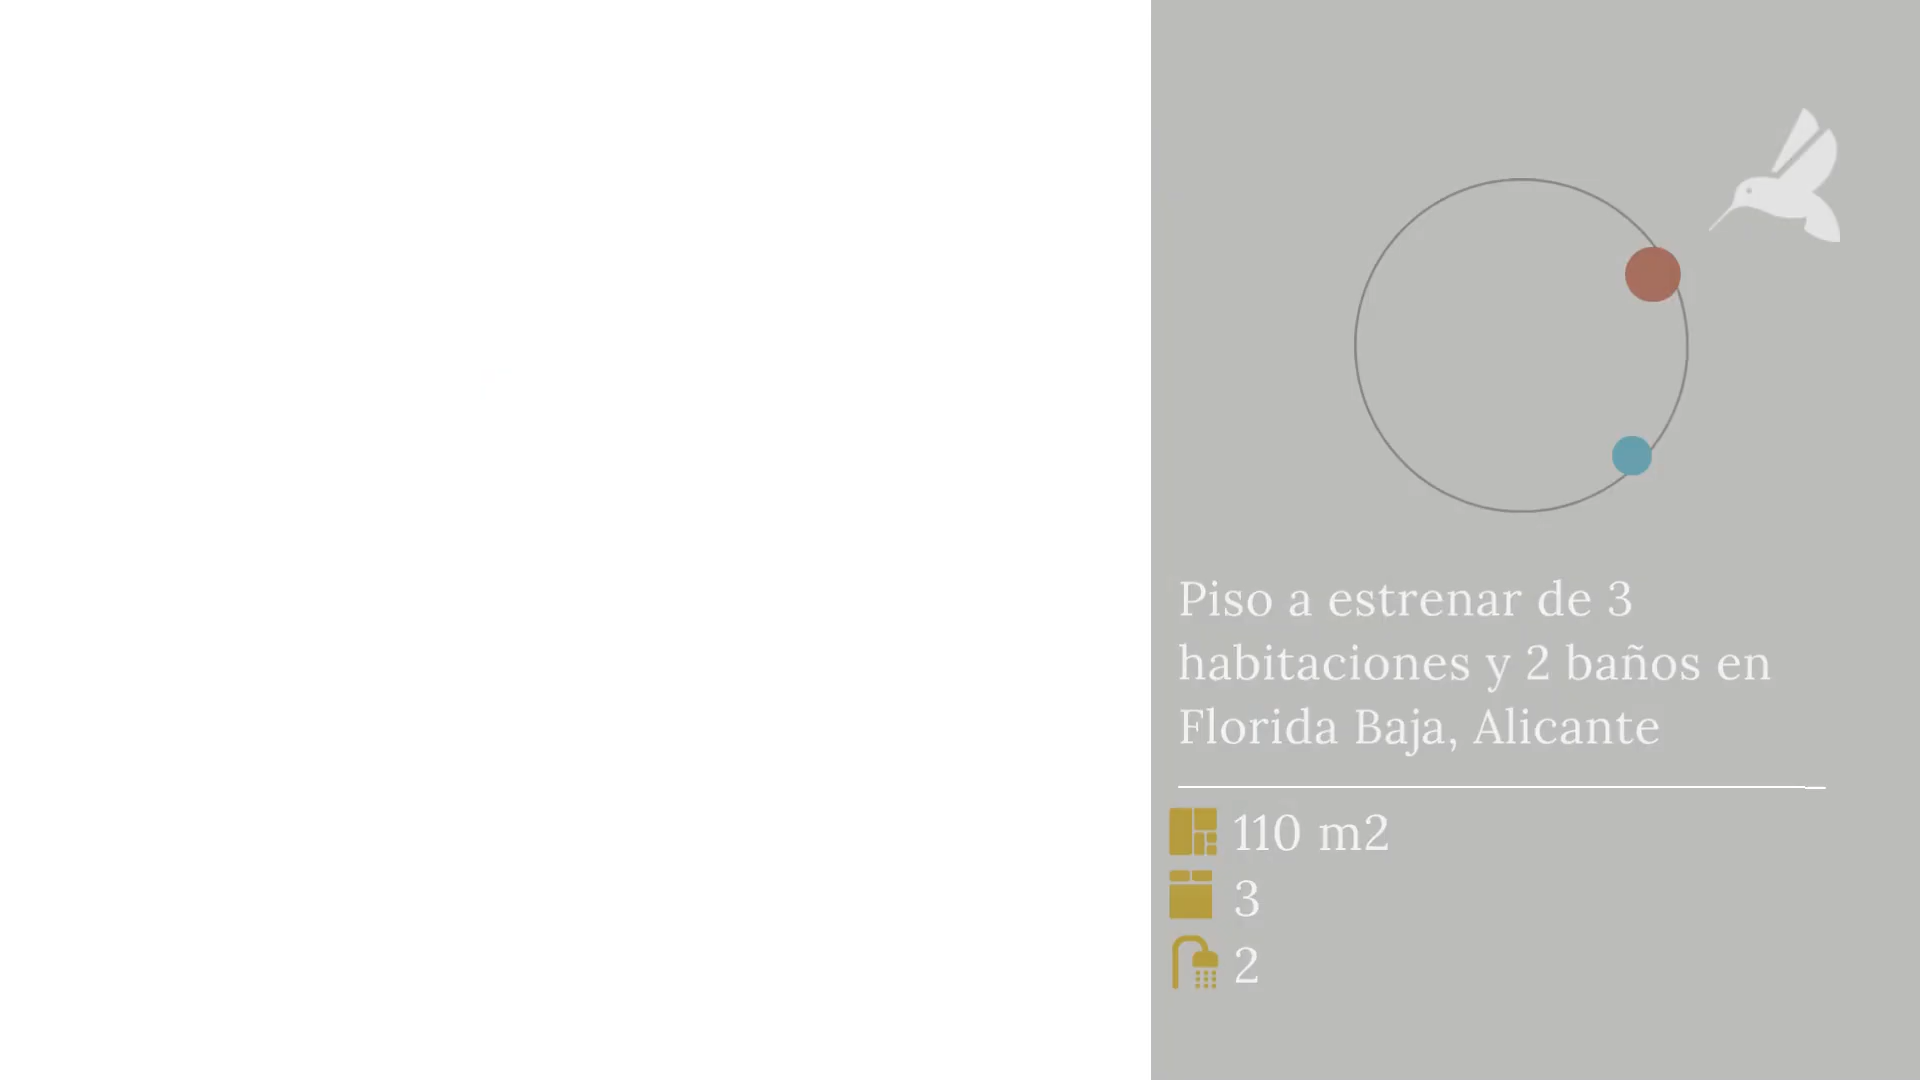 Piso a estrenar de 3
habitaciones y 2 baños en
Florida Baja, Alicante
110 m2
3
2